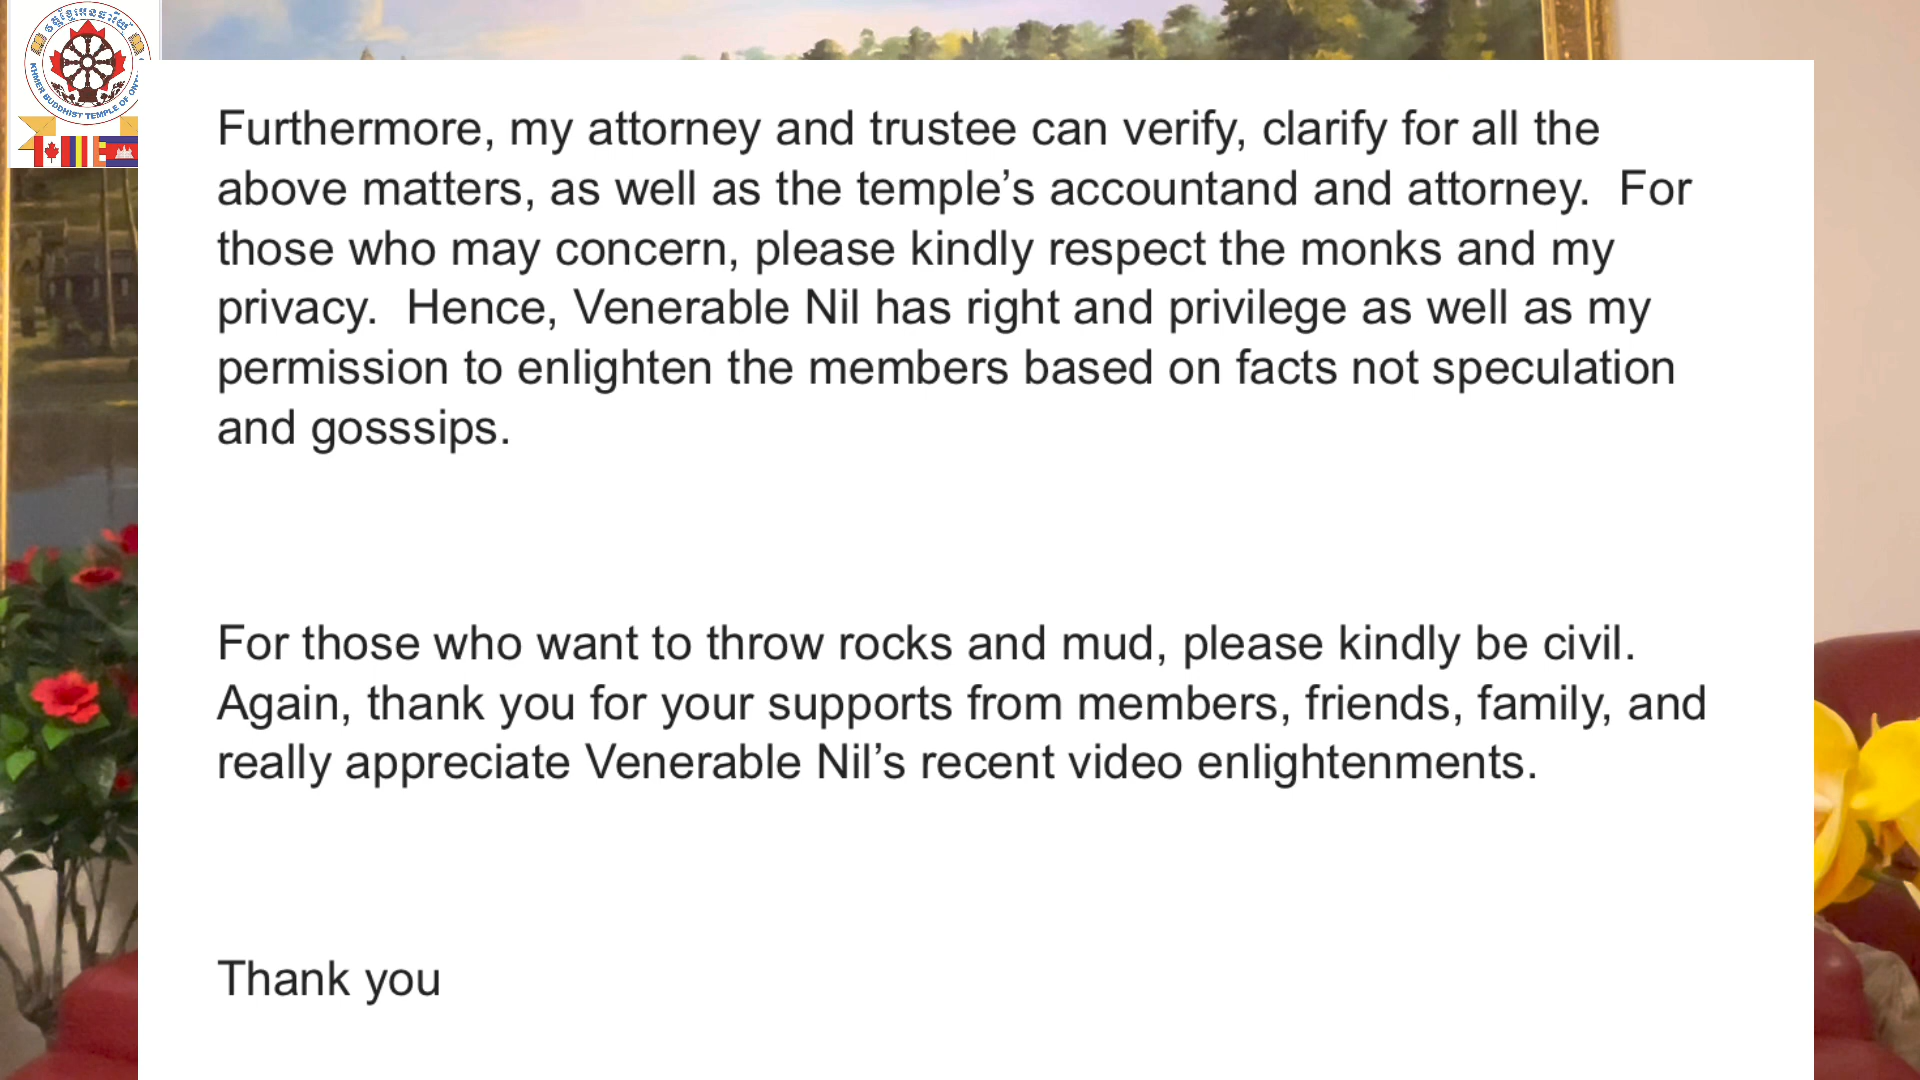 KHMER BUDDHIST TEMPLE OF
Furthermore, my attorney and trustee can verify, clarify for all the
above matters, as well as the temple’s accountand and attorney.  For
those who may concern, please kindly respect the monks and my
privacy.  Hence, Venerable Nil has right and privilege as well as my
permission to enlighten the members based on facts not speculation
and gosssips.
For those who want to throw rocks and mud, please kindly be civil.
Again, thank you for your supports from members, friends, family, and
really appreciate Venerable Nil’s recent video enlightenments.
Thank you